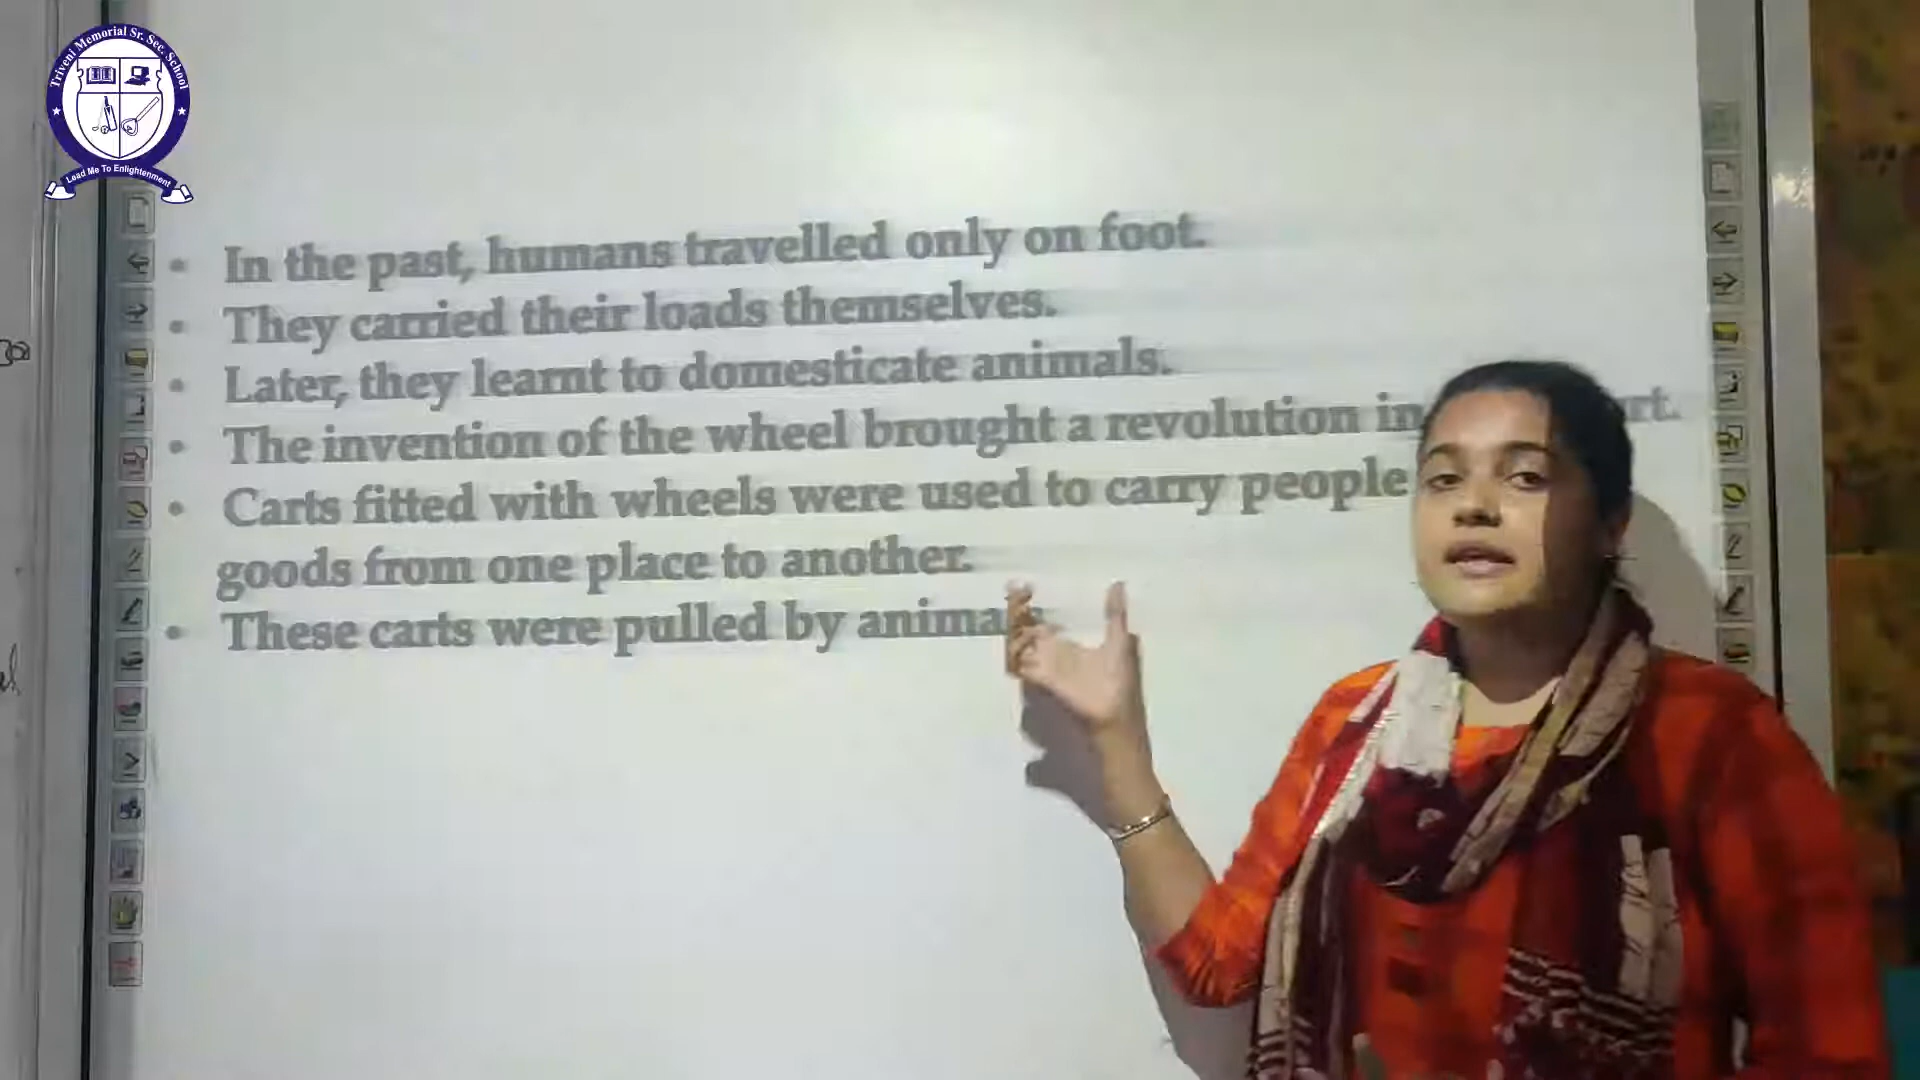 Triveni Memorial Sr. Sec. School
Lead Me To Enlightenment
• In the past, humans travelled only on foot.
• They carried their loads themselves.
• Later, they learnt to domesticate animals.
• The invention of the wheel brought a revolution in rt.
• Carts fitted with wheels were used to carry people
goods from one place to another.
• These carts were pulled by anima